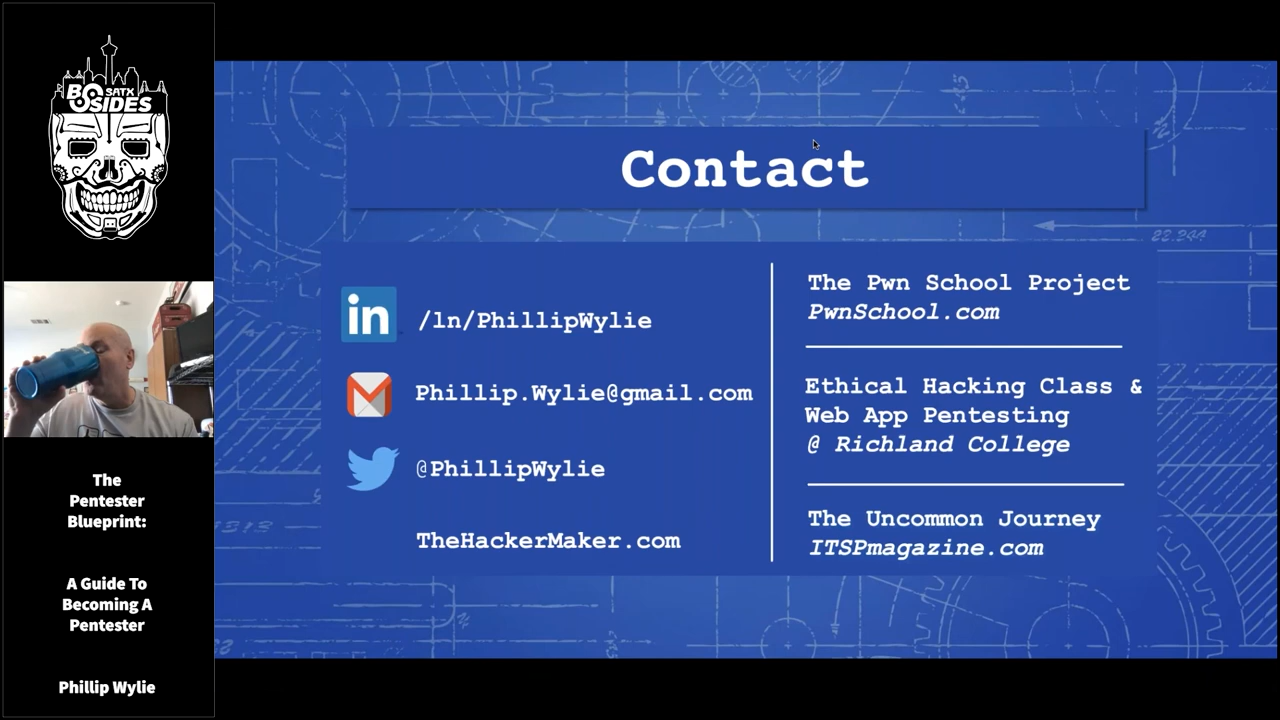 BSIDES
SATX
The
Pentester
Blueprint:
A Guide To
Becoming A
Pentester
Phillip Wylie
Contact
in
/ln/PhillipWylie
Phillip.Wylie@gmail.com
@PhillipWylie
TheHackerMaker.com
The Pwn School Project
PwnSchool.com
Ethical Hacking Class &
Web App Pentesting
@ Richland College
The Uncommon Journey
ITSPmagazine.com